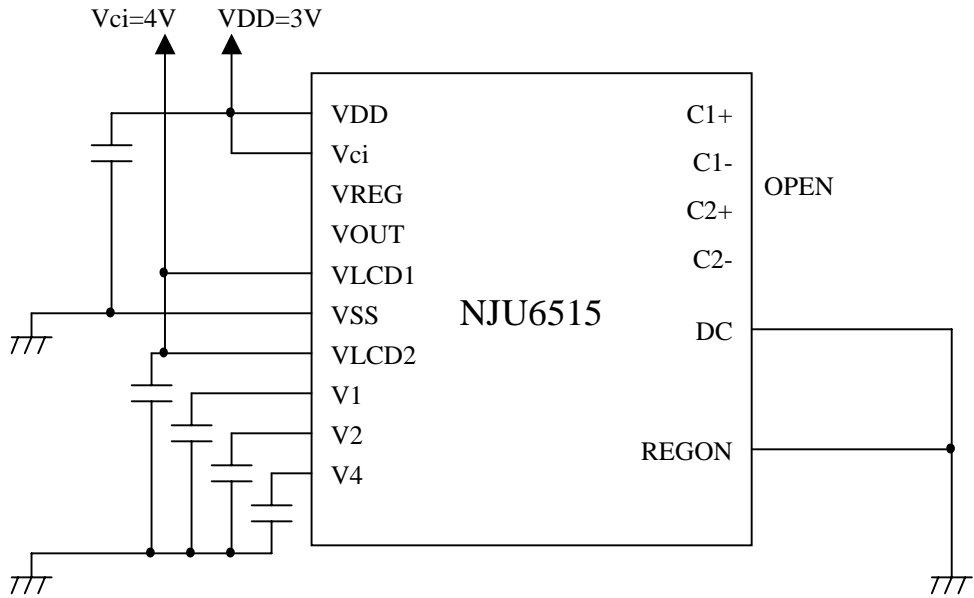 Vci=4V
VDD=3V
VDD
Vci
VREG
VOUT
VLCD1
VSS
VLCD2
V1
V2
V4
NJU6515
C1+
C1-
C2+
C2-
DC
REGON
OPEN